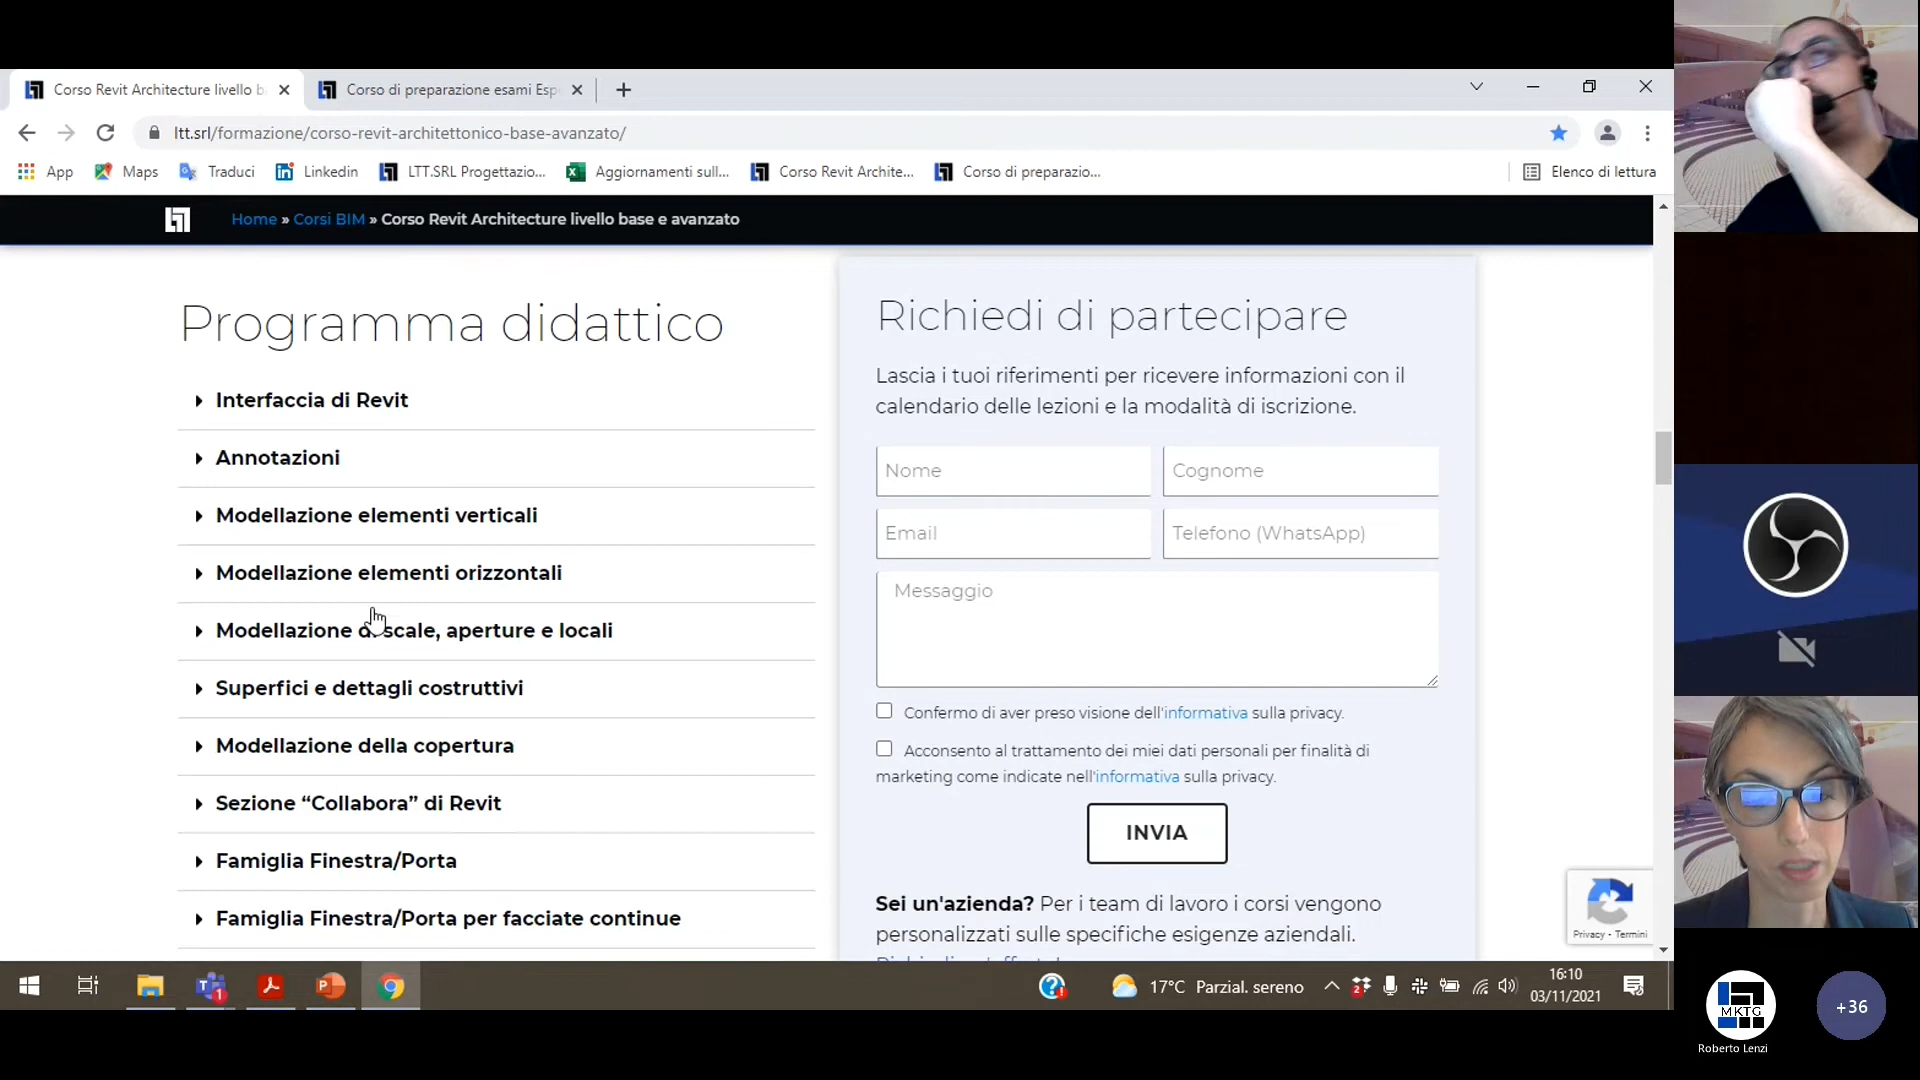 Corso Revit Architecture livello b
Corso di preparazione esami Esp
ltt.srl/formazione/corso-revit-architettonico-base-avanzato/
App Maps Traduci Linkedin LTT.SRL Progettazio... Aggiornamenti sull... Corso Revit Archite... Corso di preparazio... Elenco di lettura
Home » Corsi BIM » Corso Revit Architecture livello base e avanzato
Programma didattico
Interfaccia di Revit
Annotazioni
Modellazione elementi verticali
Modellazione elementi orizzontali
Modellazione di scale, aperture e locali
Superfici e dettagli costruttivi
Modellazione della copertura
Sezione “Collabora” di Revit
Famiglia Finestra/Porta
Famiglia Finestra/Porta per facciate continue
Richiedi di partecipare
Lascia i tuoi riferimenti per ricevere informazioni con il
calendario delle lezioni e la modalità di iscrizione.
Nome Cognome
Email Telefono (WhatsApp)
Messaggio
Confermo di aver preso visione dell'informativa sulla privacy.
Acconsento al trattamento dei miei dati personali per finalità di
marketing come indicate nell'informativa sulla privacy.
INVIA
Sei un'azienda? Per i team di lavoro i corsi vengono
personalizzati sulle specifiche esigenze aziendali.
Privacy - Termini
17°C Parzial. sereno
16:10
03/11/2021
MKTG
Roberto Lenzi
+36